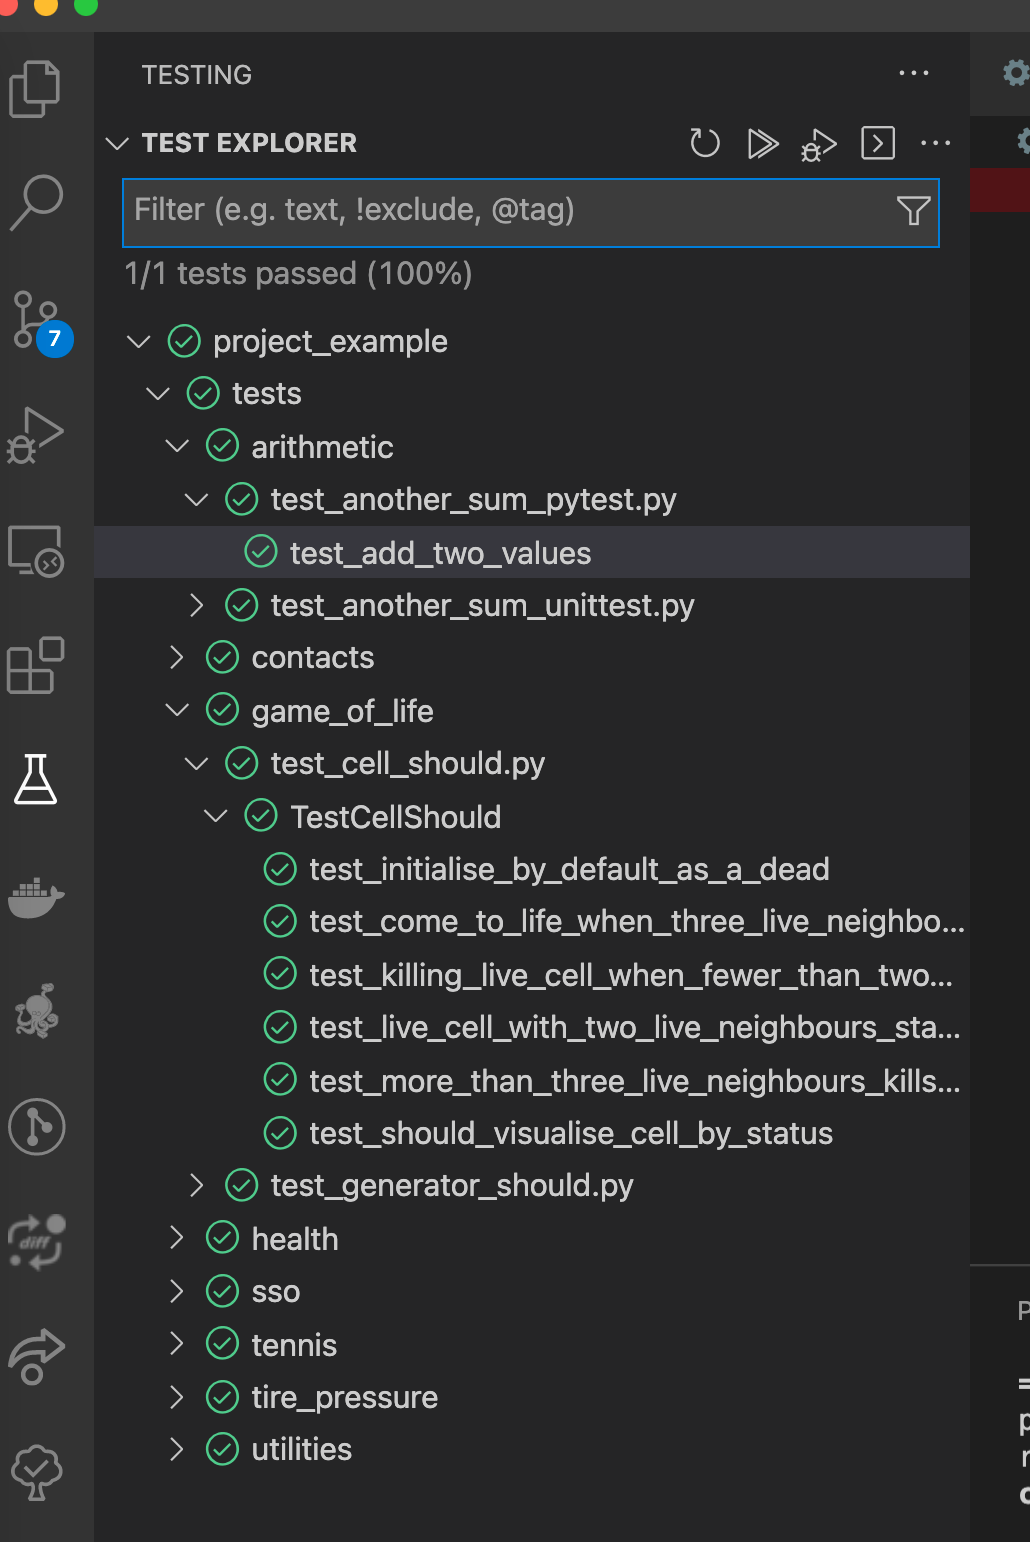 TESTING
TEST EXPLORER
Filter (e.g. text, !exclude, @tag)
1/1 tests passed (100%)
project_example
7
tests
arithmetic
test_another_sum_pytest.py
test_add_two_values
test_another_sum_unittest.py
contacts
game_of_life
test_cell_should.py
TestCellShould
test_initialise_by_default_as_a_dead
test_come_to_life_when_three_live_neighbo...
test_killing_live_cell_when_fewer_than_two...
test_live_cell_with_two_live_neighbours_sta...
test_more_than_three_live_neighbours_kills...
test_should_visualise_cell_by_status
test_generator_should.py
diff
health
sso
tennis
tire_pressure
utilities